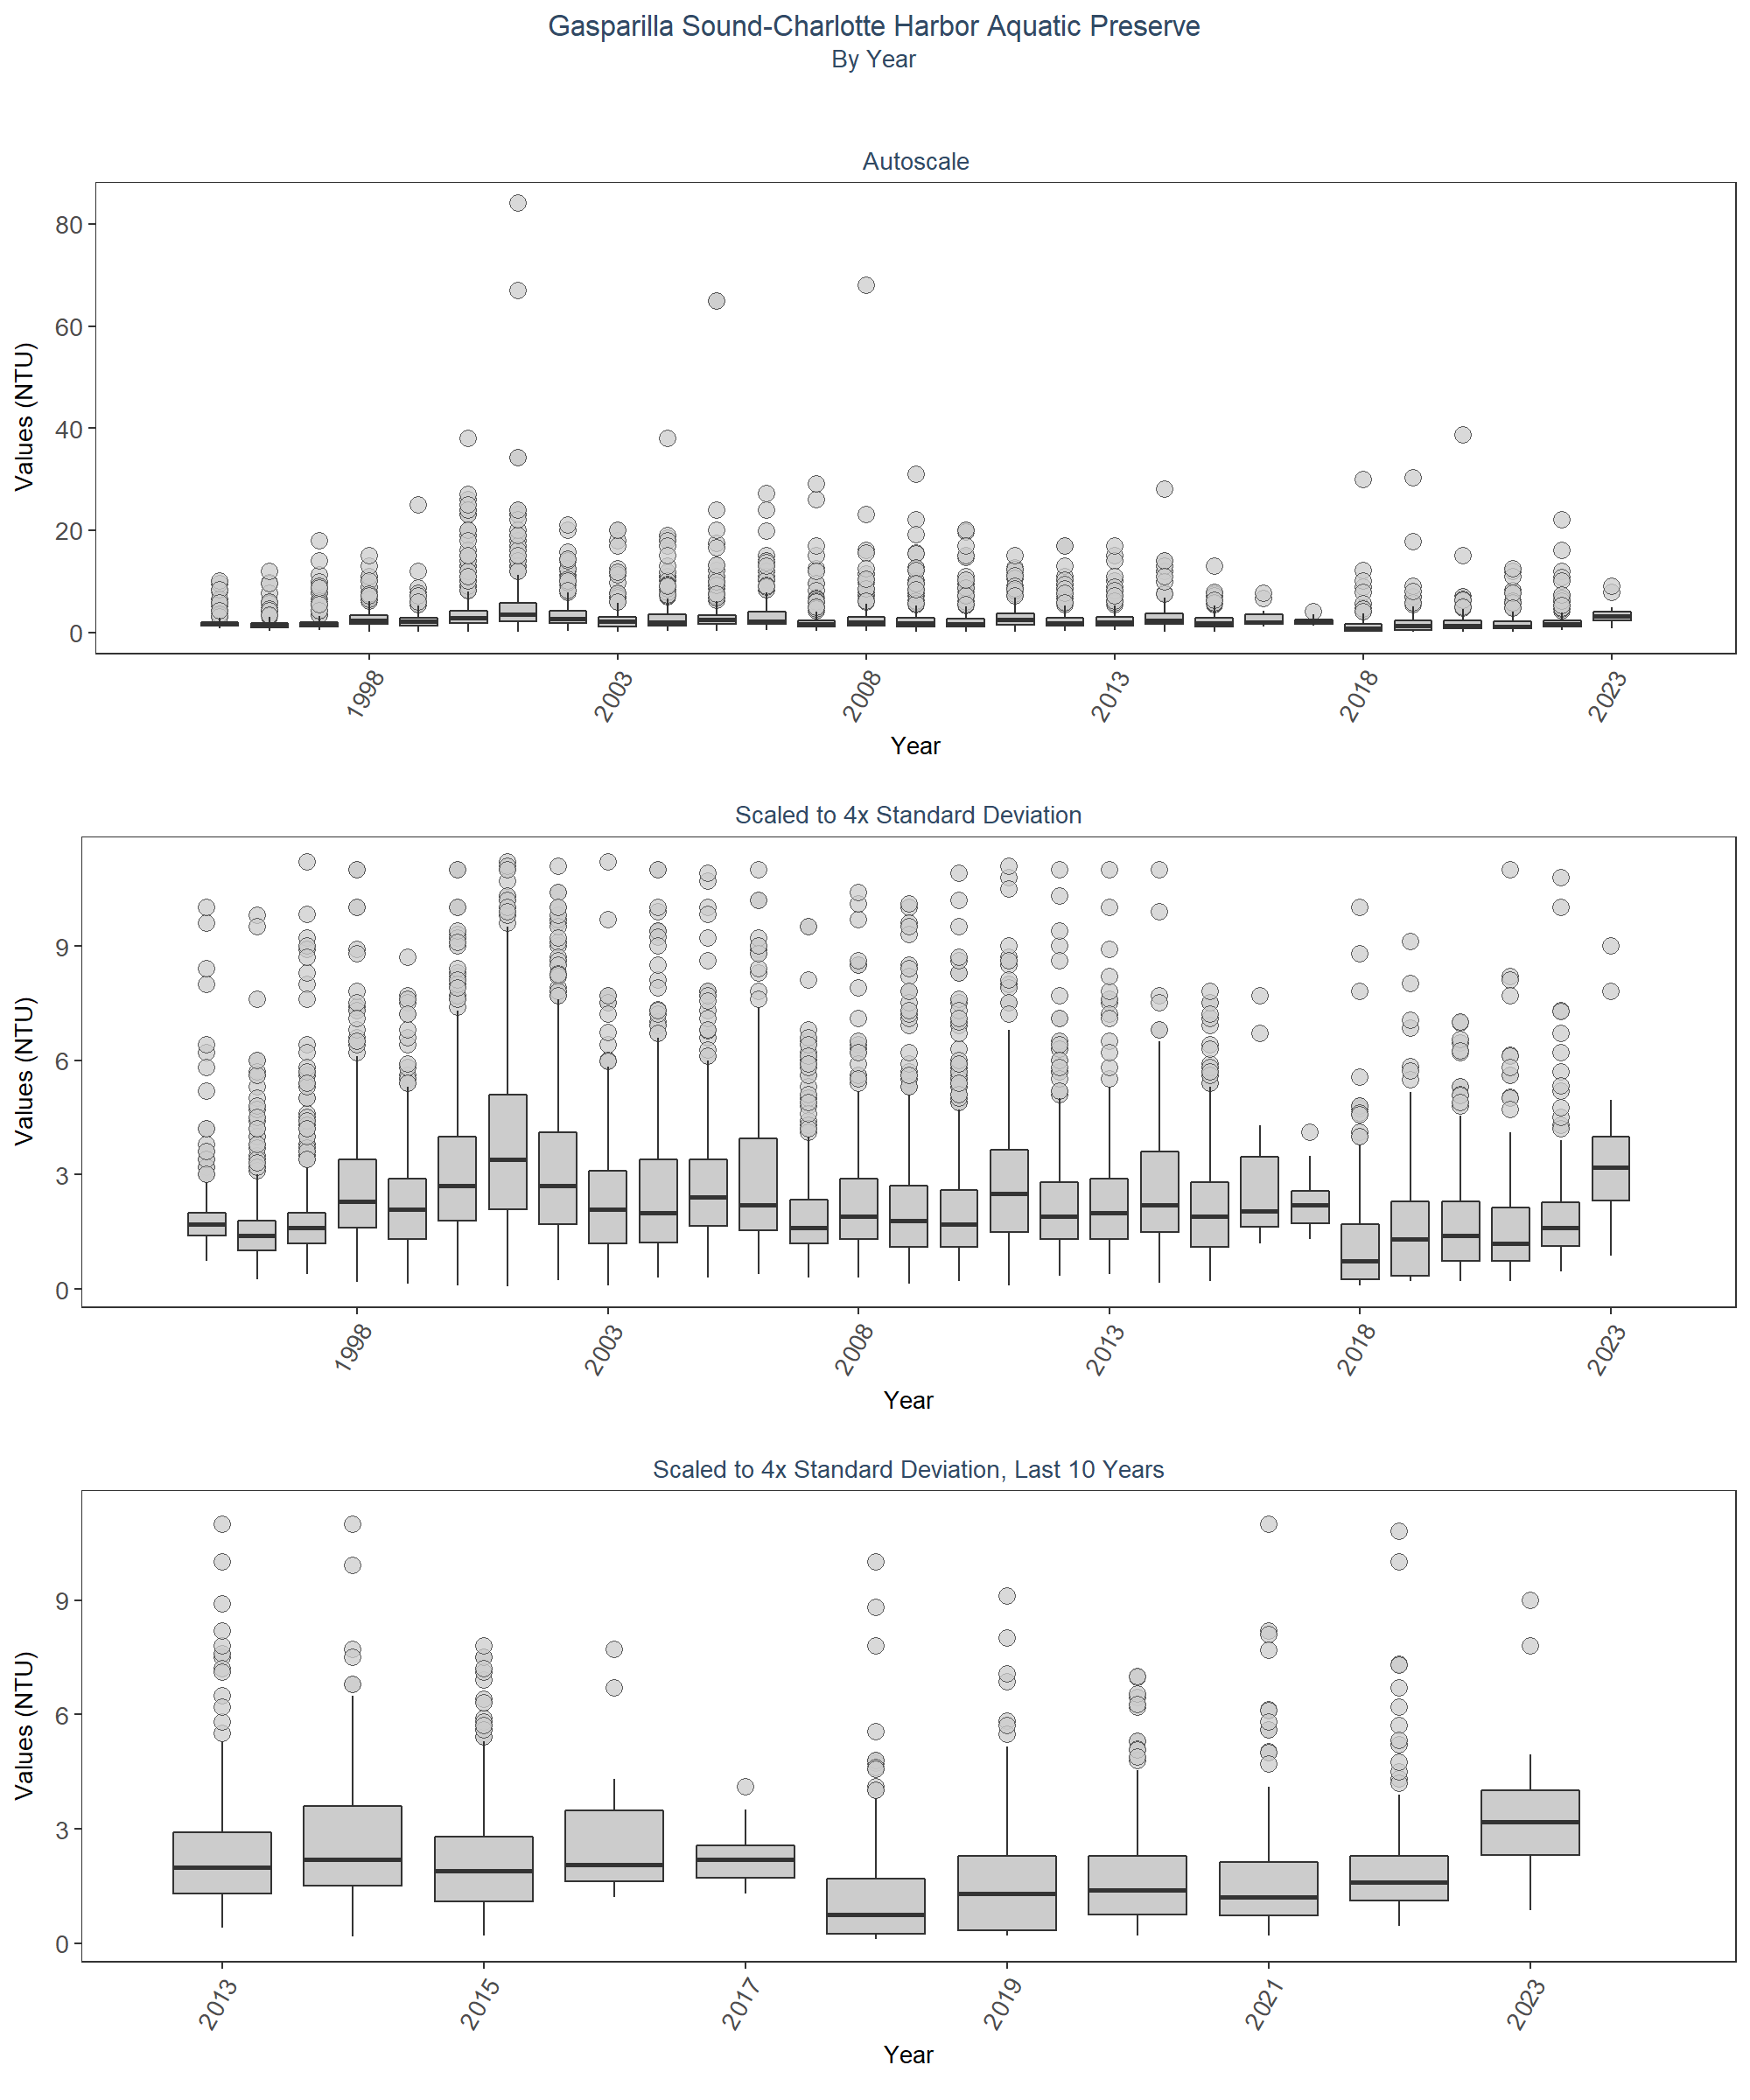 Gasparilla Sound-Charlotte Harbor Aquatic Preserve
By Year
Autoscale
Values (NTU)
80
60
40
20
0
1998
2003
2008
2013
2018
2023
Year
Scaled to 4x Standard Deviation
Values (NTU)
9
6
3
0
1998
2003
2008
2013
2018
2023
Year
Scaled to 4x Standard Deviation, Last 10 Years
Values (NTU)
9
6
3
0
2013
2015
2017
2019
2021
2023
Year